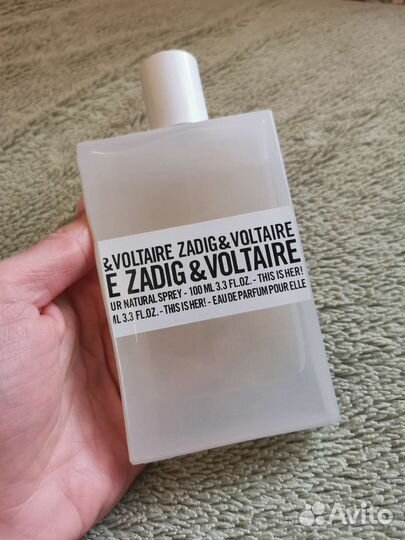 & VOLTAIRE ZADIG & VOLTAIRE
E ZADIG & VOLTAIRE
UR NATURAL SPREY - 100 ML 3.3 FL.OZ. - THIS IS HER!
ML 3.3 FL.OZ. - THIS IS HER! - EAU DE PARFUM POUR ELLE
Avito